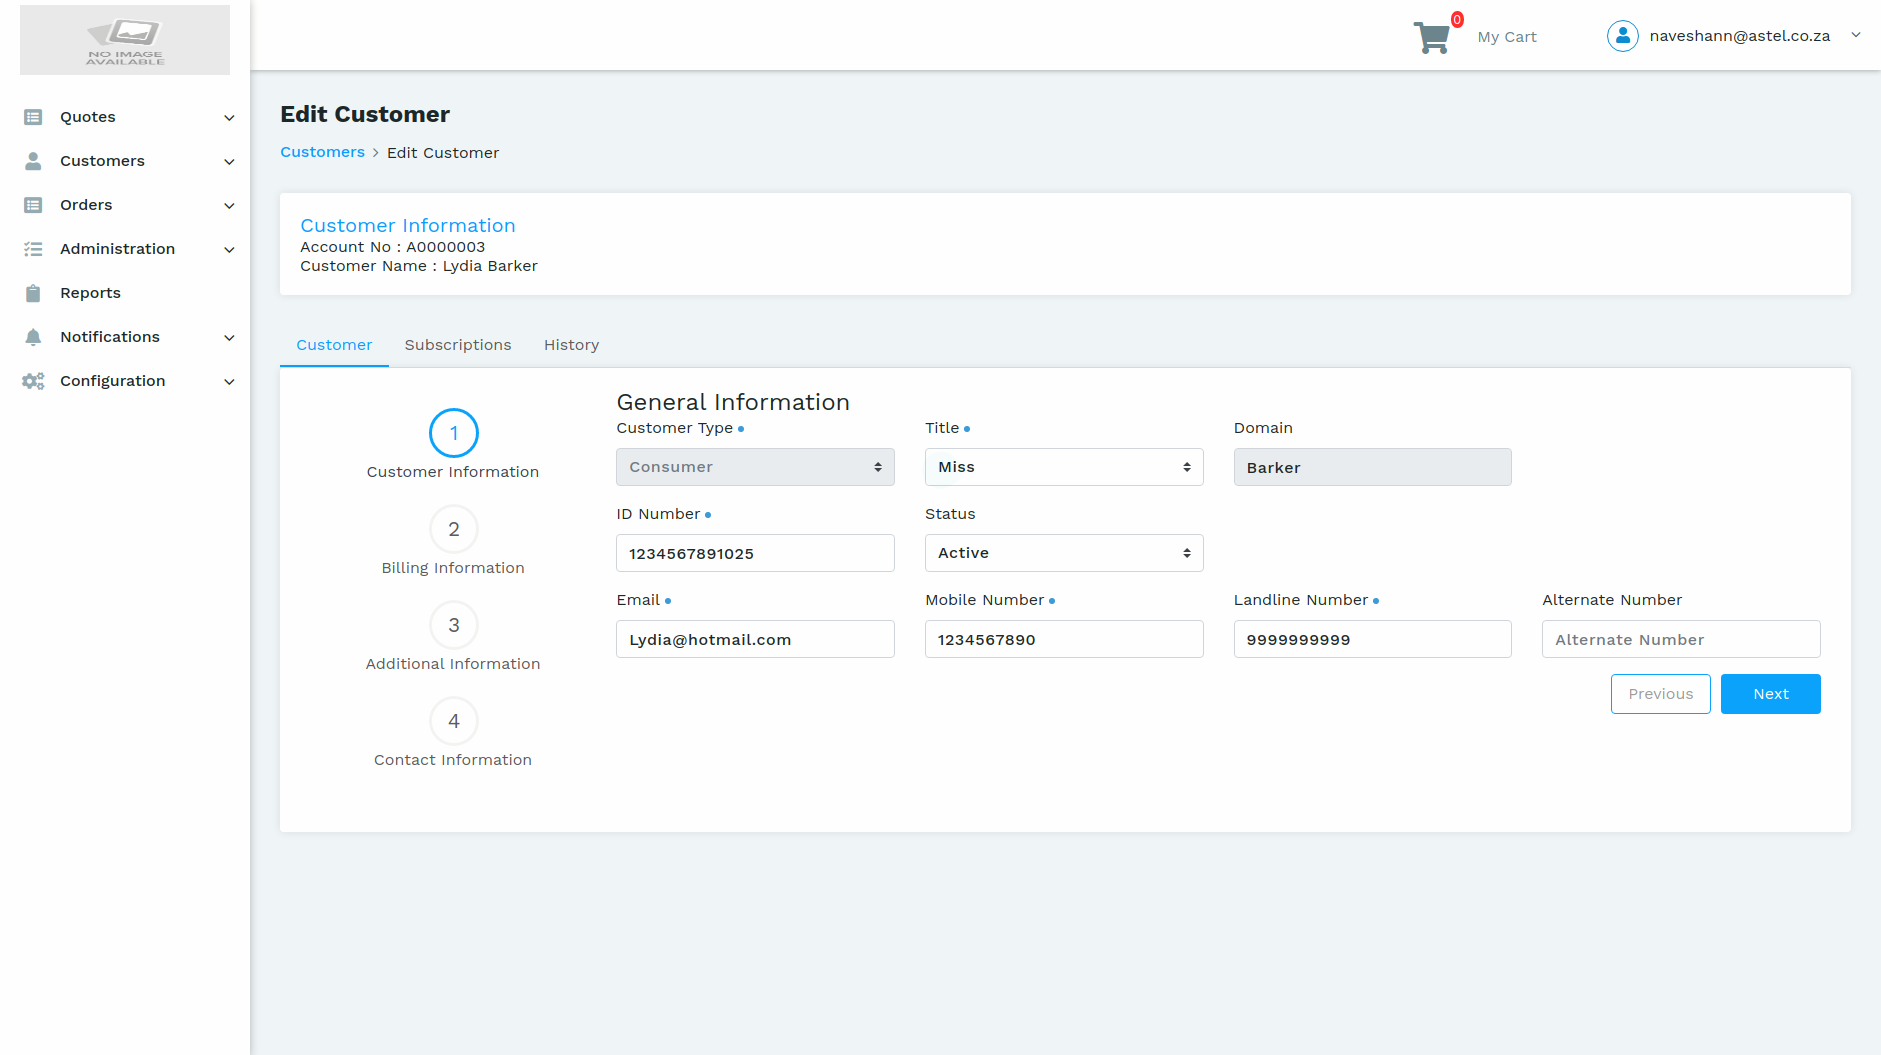 NO IMAGE
AVAILABLE
0
My Cart
naveshann@astel.co.za
Quotes
Customers
Orders
Administration
Reports
Notifications
Configuration
Edit Customer
Customers > Edit Customer
Customer Information
Account No : A0000003
Customer Name : Lydia Barker
Customer Subscriptions History
1
Customer Information
2
Billing Information
3
Additional Information
4
Contact Information
General Information
Customer Type Title Domain
Consumer Miss Barker
ID Number Status
1234567891025 Active
Email Mobile Number Landline Number Alternate Number
Lydia@hotmail.com 1234567890 9999999999 Alternate Number
Previous Next